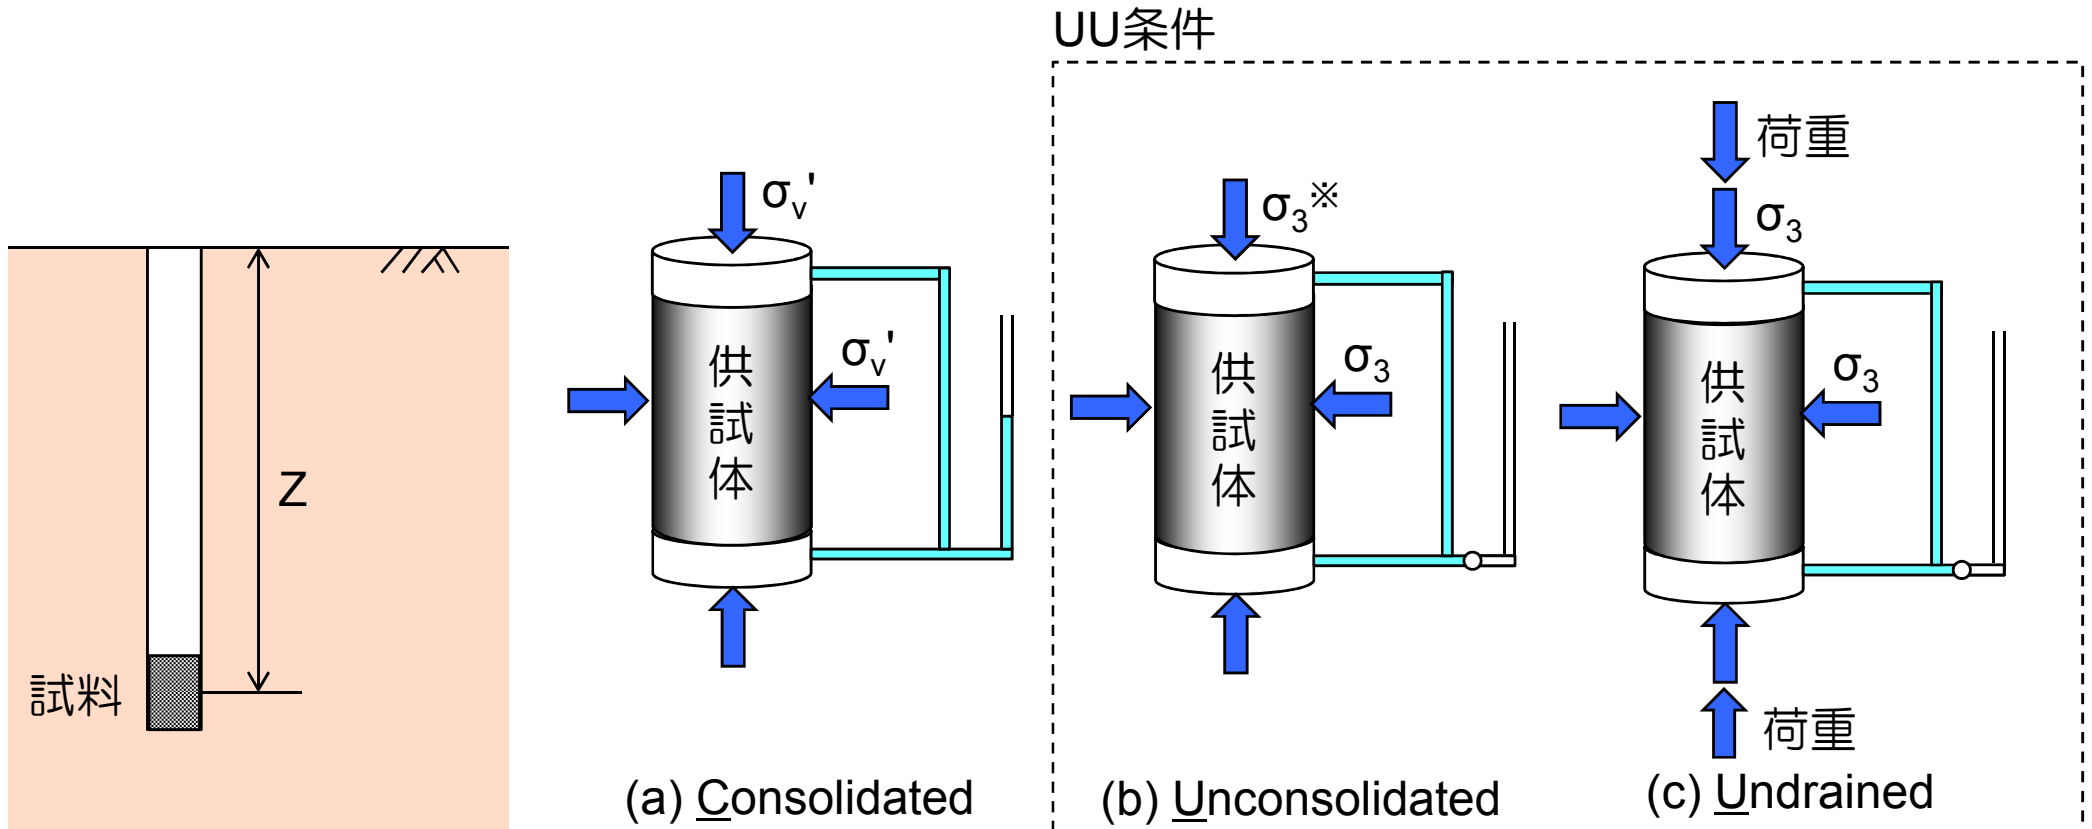 UU条件
試料
Z
σv'
σv'
供試体
(a) Consolidated
σ3※
σ3
供試体
(b) Unconsolidated
荷重
σ3
σ3
供試体
荷重
(c) Undrained